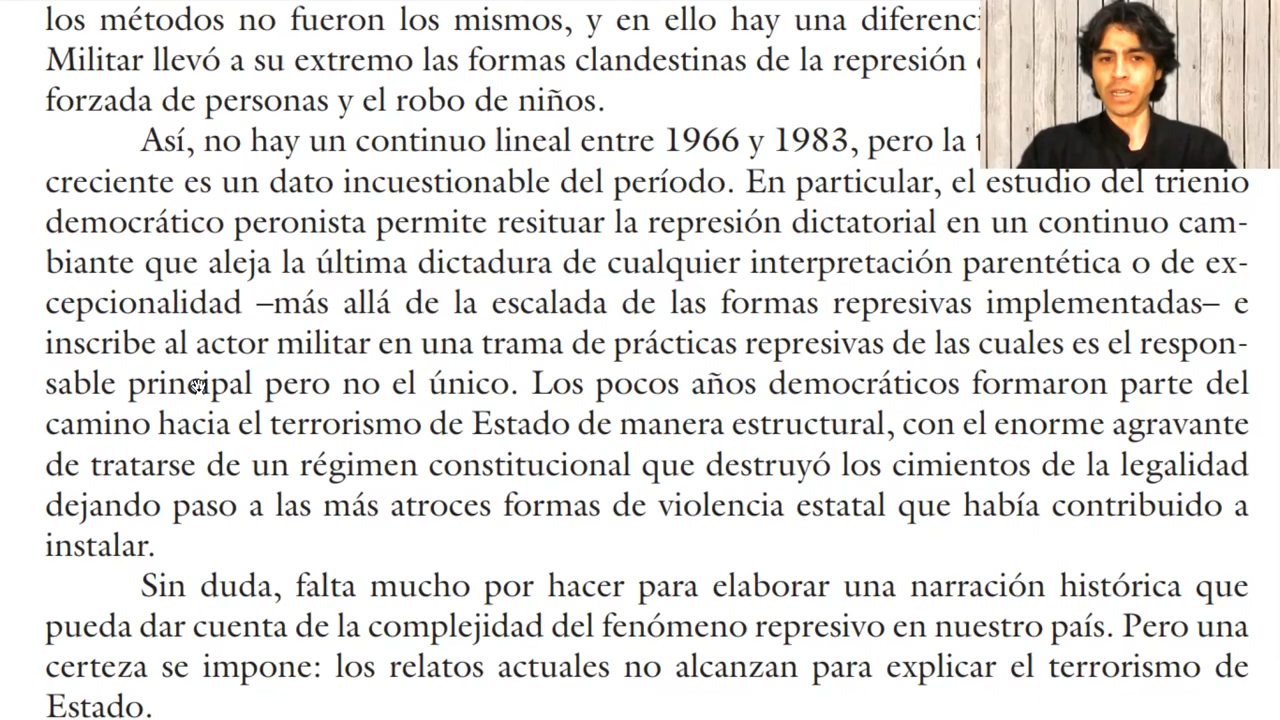 los métodos no fueron los mismos, y en ello hay una
Militar llevó a su extremo las formas clandestinas de la represión
forzada de personas y el robo de niños.
Así, no hay un continuo lineal entre 1966 y 1983, pero la
creciente es un dato incuestionable del período. En particular, el estudio del trienio
democrático peronista permite resituar la represión dictatorial en un continuo cam-
biante que aleja la última dictadura de cualquier interpretación parentética o de ex-
cepcionalidad –más allá de la escalada de las formas represivas implementadas– e
inscribe al actor militar en una trama de prácticas represivas de las cuales es el respon-
sable principal pero no el único. Los pocos años democráticos formaron parte del
camino hacia el terrorismo de Estado de manera estructural, con el enorme agravante
de tratarse de un régimen constitucional que destruyó los cimientos de la legalidad
dejando paso a las más atroces formas de violencia estatal que había contribuido a
instalar.
Sin duda, falta mucho por hacer para elaborar una narración histórica que
pueda dar cuenta de la complejidad del fenómeno represivo en nuestro país. Pero una
certeza se impone: los relatos actuales no alcanzan para explicar el terrorismo de
Estado.